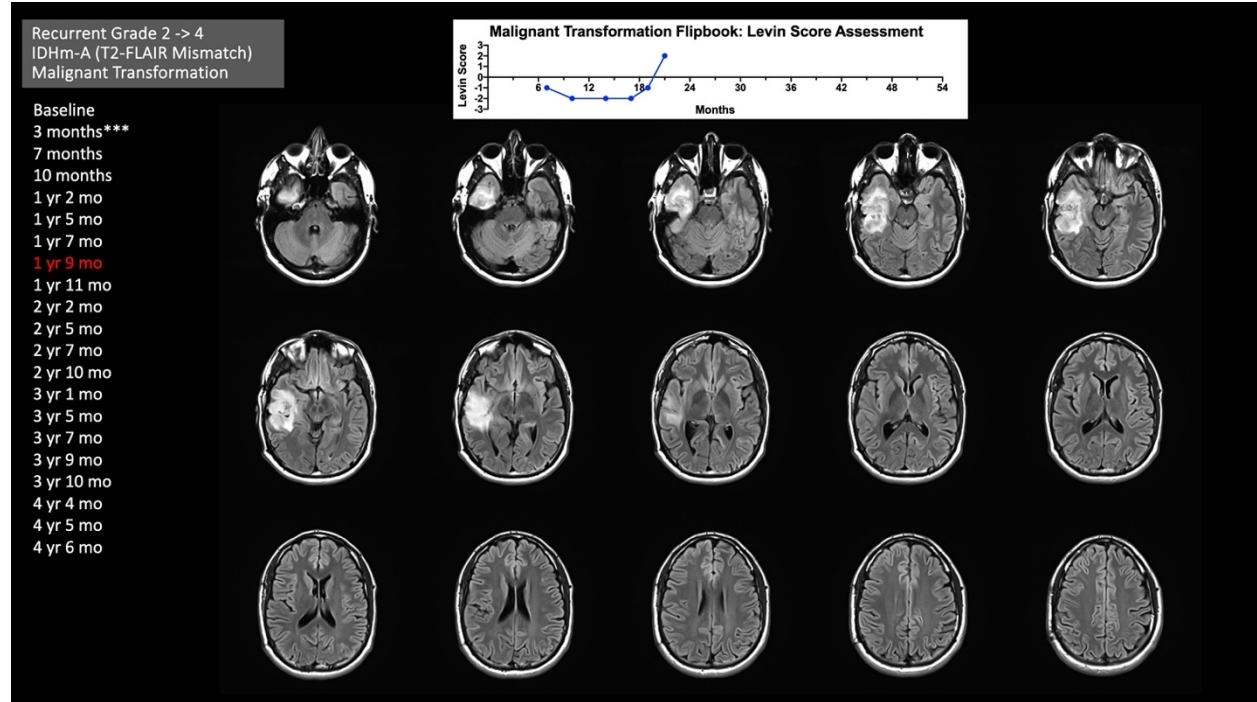 Recurrent Grade 2 -> 4
IDHm-A (T2-FLAIR Mismatch)
Malignant Transformation
Malignant Transformation Flipbook: Levin Score Assessment
Levin Score
3
2
1
0
-1
-2
-3
6 12 18 24 30 36 42 48 54
Months
Baseline
3 months***
7 months
10 months
1 yr 2 mo
1 yr 5 mo
1 yr 7 mo
1 yr 9 mo
1 yr 11 mo
2 yr 2 mo
2 yr 5 mo
2 yr 7 mo
2 yr 10 mo
3 yr 1 mo
3 yr 5 mo
3 yr 7 mo
3 yr 9 mo
3 yr 10 mo
4 yr 4 mo
4 yr 5 mo
4 yr 6 mo